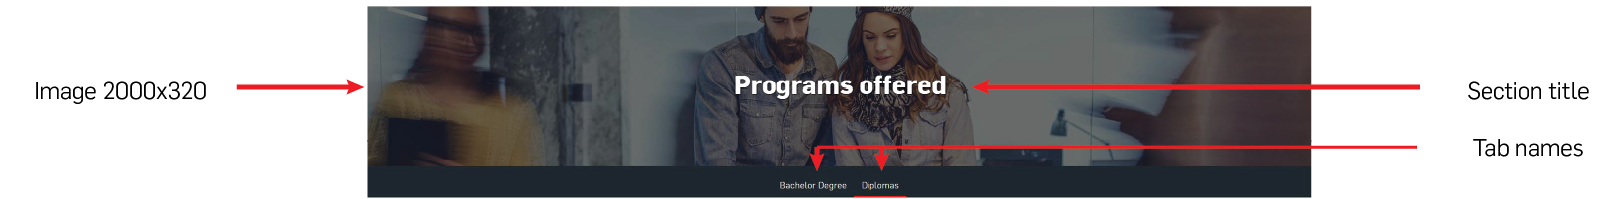 Image 2000x320
Programs offered
Section title
Tab names
Bachelor Degree
Diplomas